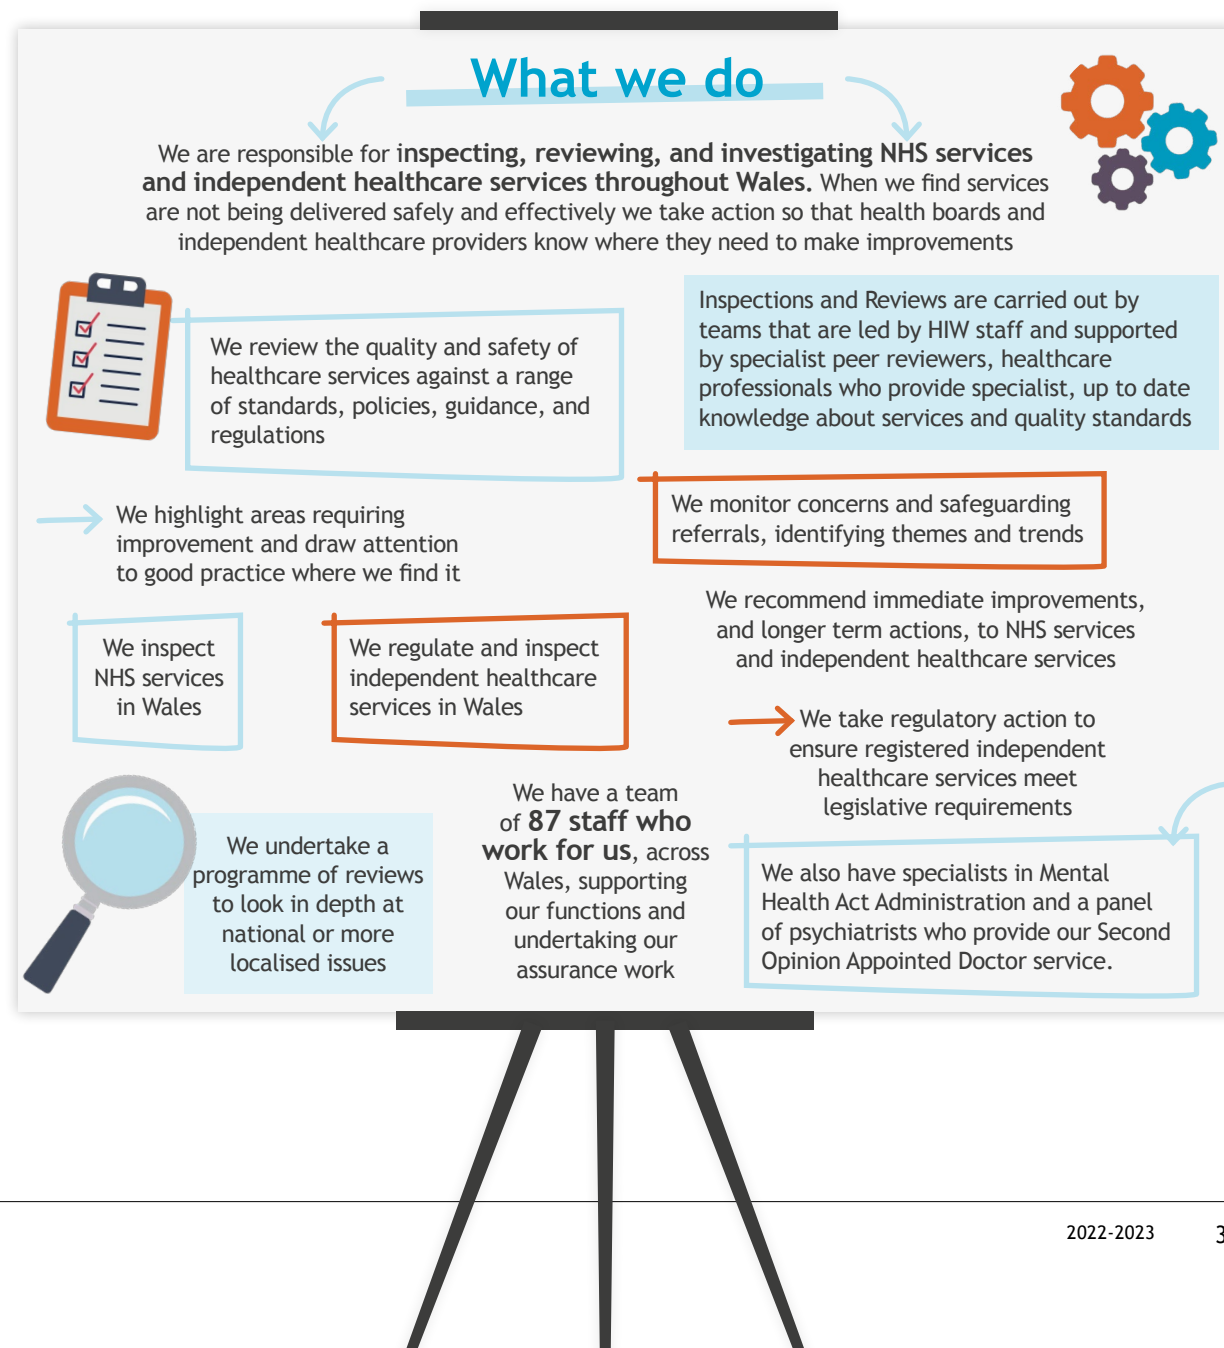 What we do
We are responsible for inspecting, reviewing, and investigating NHS services
and independent healthcare services throughout Wales. When we find services
are not being delivered safely and effectively we take action so that health boards and
independent healthcare providers know where they need to make improvements
We review the quality and safety of
healthcare services against a range
of standards, policies, guidance, and
regulations
Inspections and Reviews are carried out by
teams that are led by HIW staff and supported
by specialist peer reviewers, healthcare
professionals who provide specialist, up to date
knowledge about services and quality standards
We highlight areas requiring
improvement and draw attention
to good practice where we find it
We monitor concerns and safeguarding
referrals, identifying themes and trends
We recommend immediate improvements,
and longer term actions, to NHS services
and independent healthcare services
We inspect
NHS services
in Wales
We regulate and inspect
independent healthcare
services in Wales
We take regulatory action to
ensure registered independent
healthcare services meet
legislative requirements
We undertake a
programme of reviews
to look in depth at
national or more
localised issues
We have a team
of 87 staff who
work for us, across
Wales, supporting
our functions and
undertaking our
assurance work
We also have specialists in Mental
Health Act Administration and a panel
of psychiatrists who provide our Second
Opinion Appointed Doctor service.
2022-2023 3